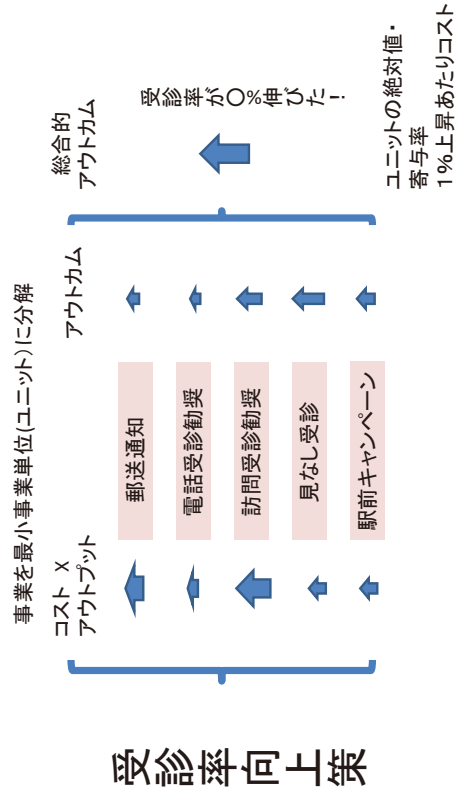 受診率向上策
事業を最小事業単位(ユニット)に分解
コスト X
アウトプット
アウトカム
総合的
アウトカム
郵送通知
電話受診勧奨
訪問受診勧奨
見なし受診
駅前キャンペーン
受診率が〇%伸びた！
ユニットの絶対値・
寄与率
1%上昇あたりコスト